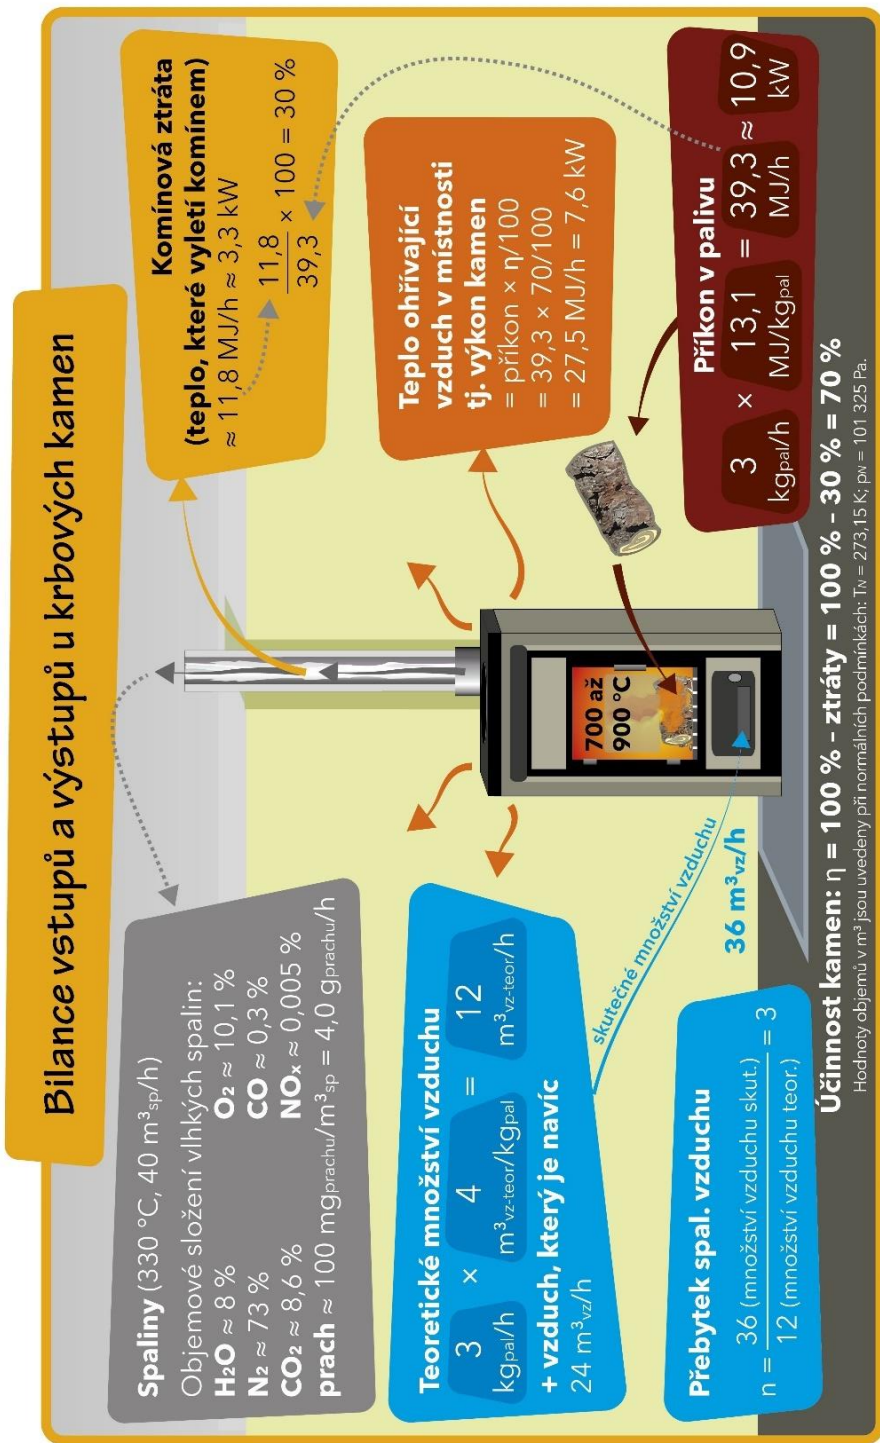 Bilance vstupů a výstupů u krbových kamen
Spaliny (330 °C, 40 m³sp/h)
Objemové složení vlhkých spalin:
H₂O ≈ 8 % O₂ ≈ 10,1 %
N₂ ≈ 73 % CO ≈ 0,3 %
CO₂ ≈ 8,6 % NOₓ ≈ 0,005 %
prach ≈ 100 mgprachu/m³sp = 4,0 gprachu/h
Komínová ztráta
(teplo, které vyletí komínem)
≈ 11,8 MJ/h ≈ 3,3 kW
11,8
39,3
× 100 = 30 %
Teoretické množství vzduchu
3 × 4 = 12
kgpal/h m³vz-teor/kgpal m³vz-teor/h
+ vzduch, který je navíc
24 m³vz/h
skutečné množství vzduchu
36 m³vz/h
700 až
900 °C
Teplo ohřívající
vzduch v místnosti
tj. výkon kamen
= příkon × η/100
= 39,3 × 70/100
= 27,5 MJ/h = 7,6 kW
Přebytek spal. vzduchu
n = 36 (množství vzduchu skut.)
12 (množství vzduchu teor.)
= 3
Příkon v palivu
3 × 13,1 = 39,3 ≈ 10,9
kgpal/h MJ/kgpal MJ/h kW
Účinnost kamen: η = 100 % - ztráty = 100 % - 30 % = 70 %
Hodnoty objemů v m³ jsou uvedeny při normálních podmínkách: TN = 273,15 K; pN = 101 325 Pa.